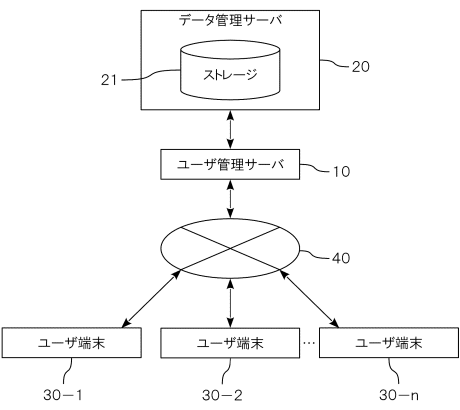 データ管理サーバ
ストレージ
21
20
ユーザ管理サーバ
10
40
ユーザ端末
ユーザ端末
…
ユーザ端末
30-1
30-2
30-n